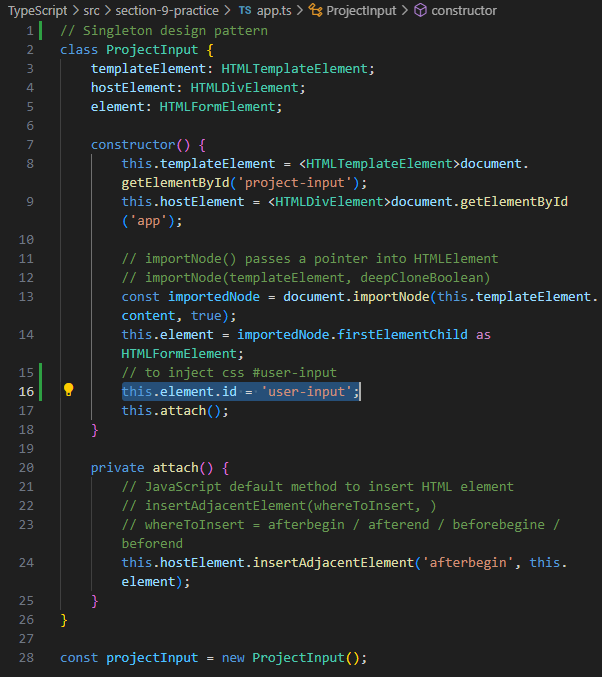 TypeScript > src > section-9-practice > TS app.ts > ProjectInput > constructor
1 // Singleton design pattern
2 class ProjectInput {
3 templateElement: HTMLTemplateElement;
4 hostElement: HTMLDivElement;
5 element: HTMLFormElement;
6
7 constructor() {
8 this.templateElement = <HTMLTemplateElement>document.
getElementById('project-input');
9 this.hostElement = <HTMLDivElement>document.getElementById
('app');
10
11 // importNode() passes a pointer into HTMLElement
12 // importNode(templateElement, deepCloneBoolean)
13 const importedNode = document.importNode(this.templateElement.
content, true);
14 this.element = importedNode.firstElementChild as
HTMLFormElement;
15 // to inject css #user-input
16 this.element.id = 'user-input';
17 this.attach();
18 }
19
20 private attach() {
21 // JavaScript default method to insert HTML element
22 // insertAdjacentElement(whereToInsert, )
23 // whereToInsert = afterbegin / afterend / beforebegine /
beforend
24 this.hostElement.insertAdjacentElement('afterbegin', this.
element);
25 }
26 }
27
28 const projectInput = new ProjectInput();